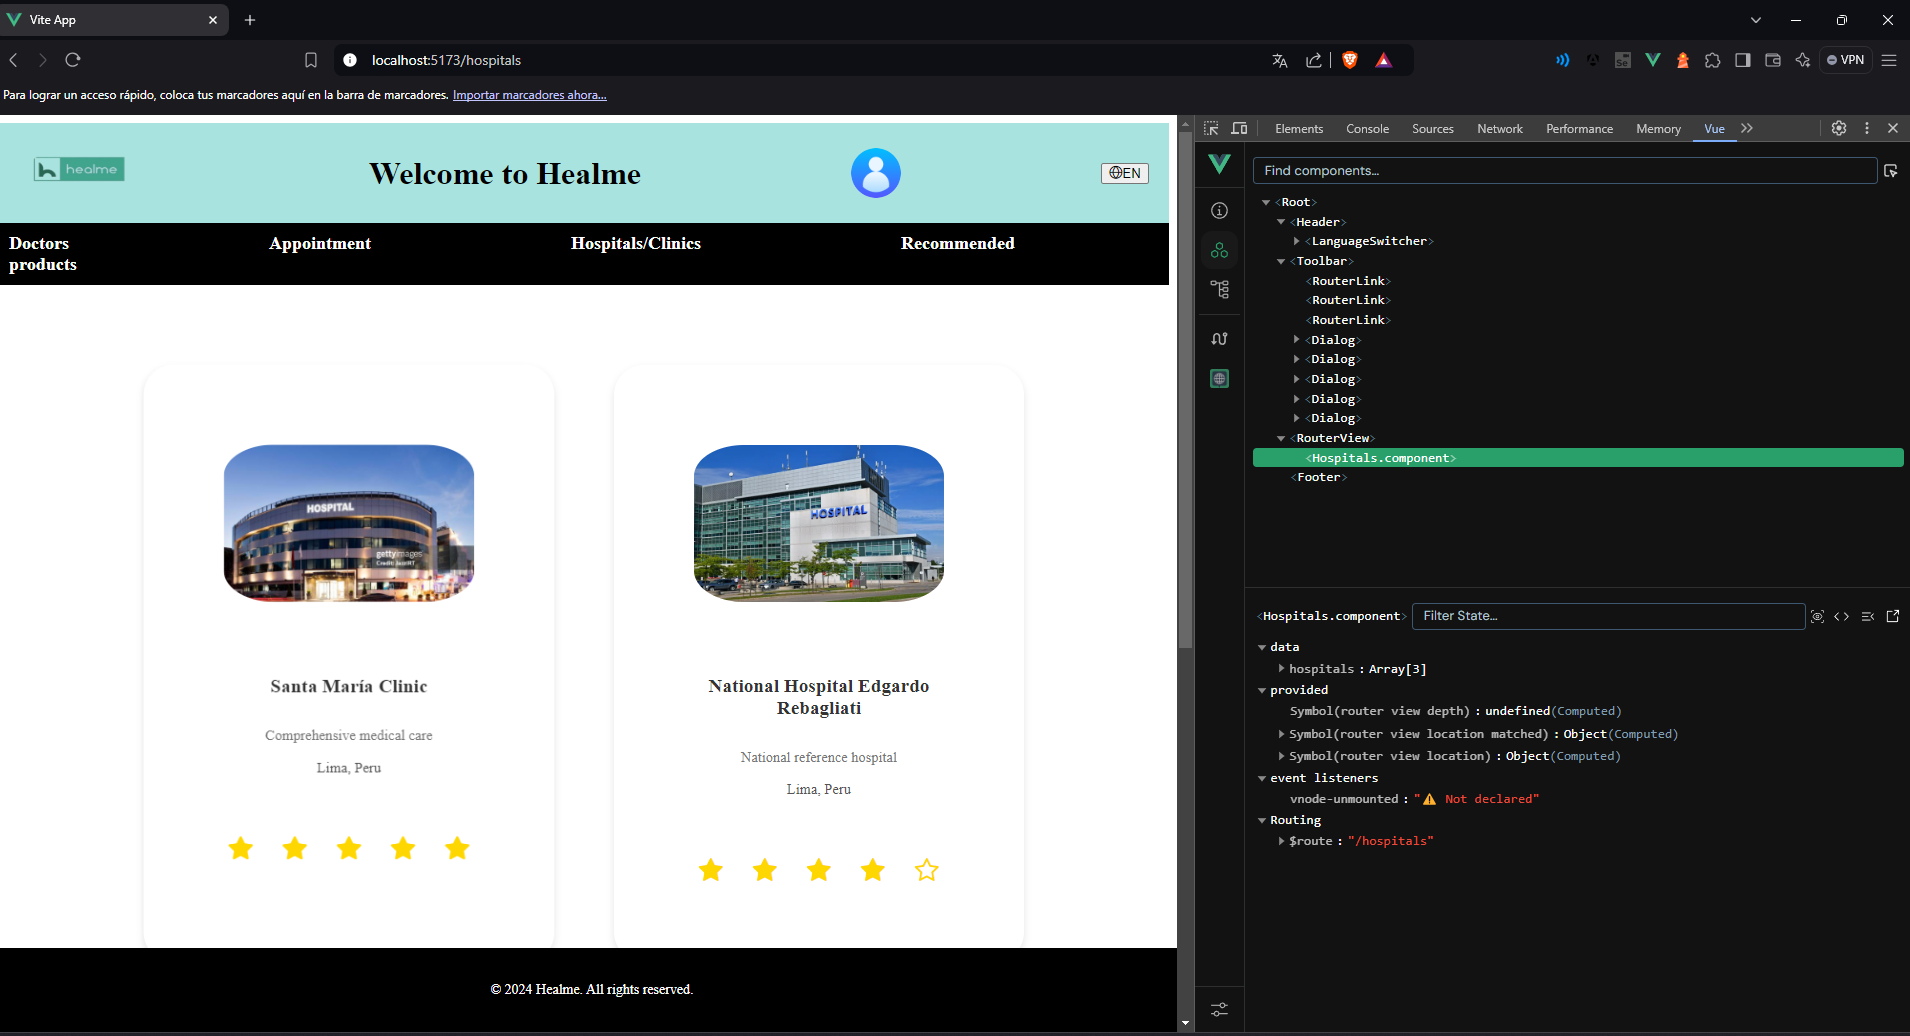 Vite App
localhost:5173/hospitals
VPN
Para lograr un acceso rápido, coloca tus marcadores aquí en la barra de marcadores. Importar marcadores ahora...
healme
Welcome to Healme
EN
Doctors
Appointment
Hospitals/Clinics
Recommended
products
HOSPITAL
gettyimages
HOSPITAL
Santa María Clinic
Comprehensive medical care
Lima, Peru
National Hospital Edgardo
Rebagliati
National reference hospital
Lima, Peru
© 2024 Healme. All rights reserved.
Elements
Console
Sources
Network
Performance
Memory
Vue
Find components...
<Root>
<Header>
<LanguageSwitcher>
<Toolbar>
<RouterLink>
<RouterLink>
<RouterLink>
<Dialog>
<Dialog>
<Dialog>
<Dialog>
<Dialog>
<RouterView>
<Hospitals.component>
<Footer>
<Hospitals.component>
Filter State...
data
hospitals : Array[3]
provided
Symbol(router view depth) : undefined(Computed)
Symbol(router view location matched) : Object(Computed)
Symbol(router view location) : Object(Computed)
event listeners
vnode-unmounted : "⚠️ Not declared"
Routing
$route : "/hospitals"